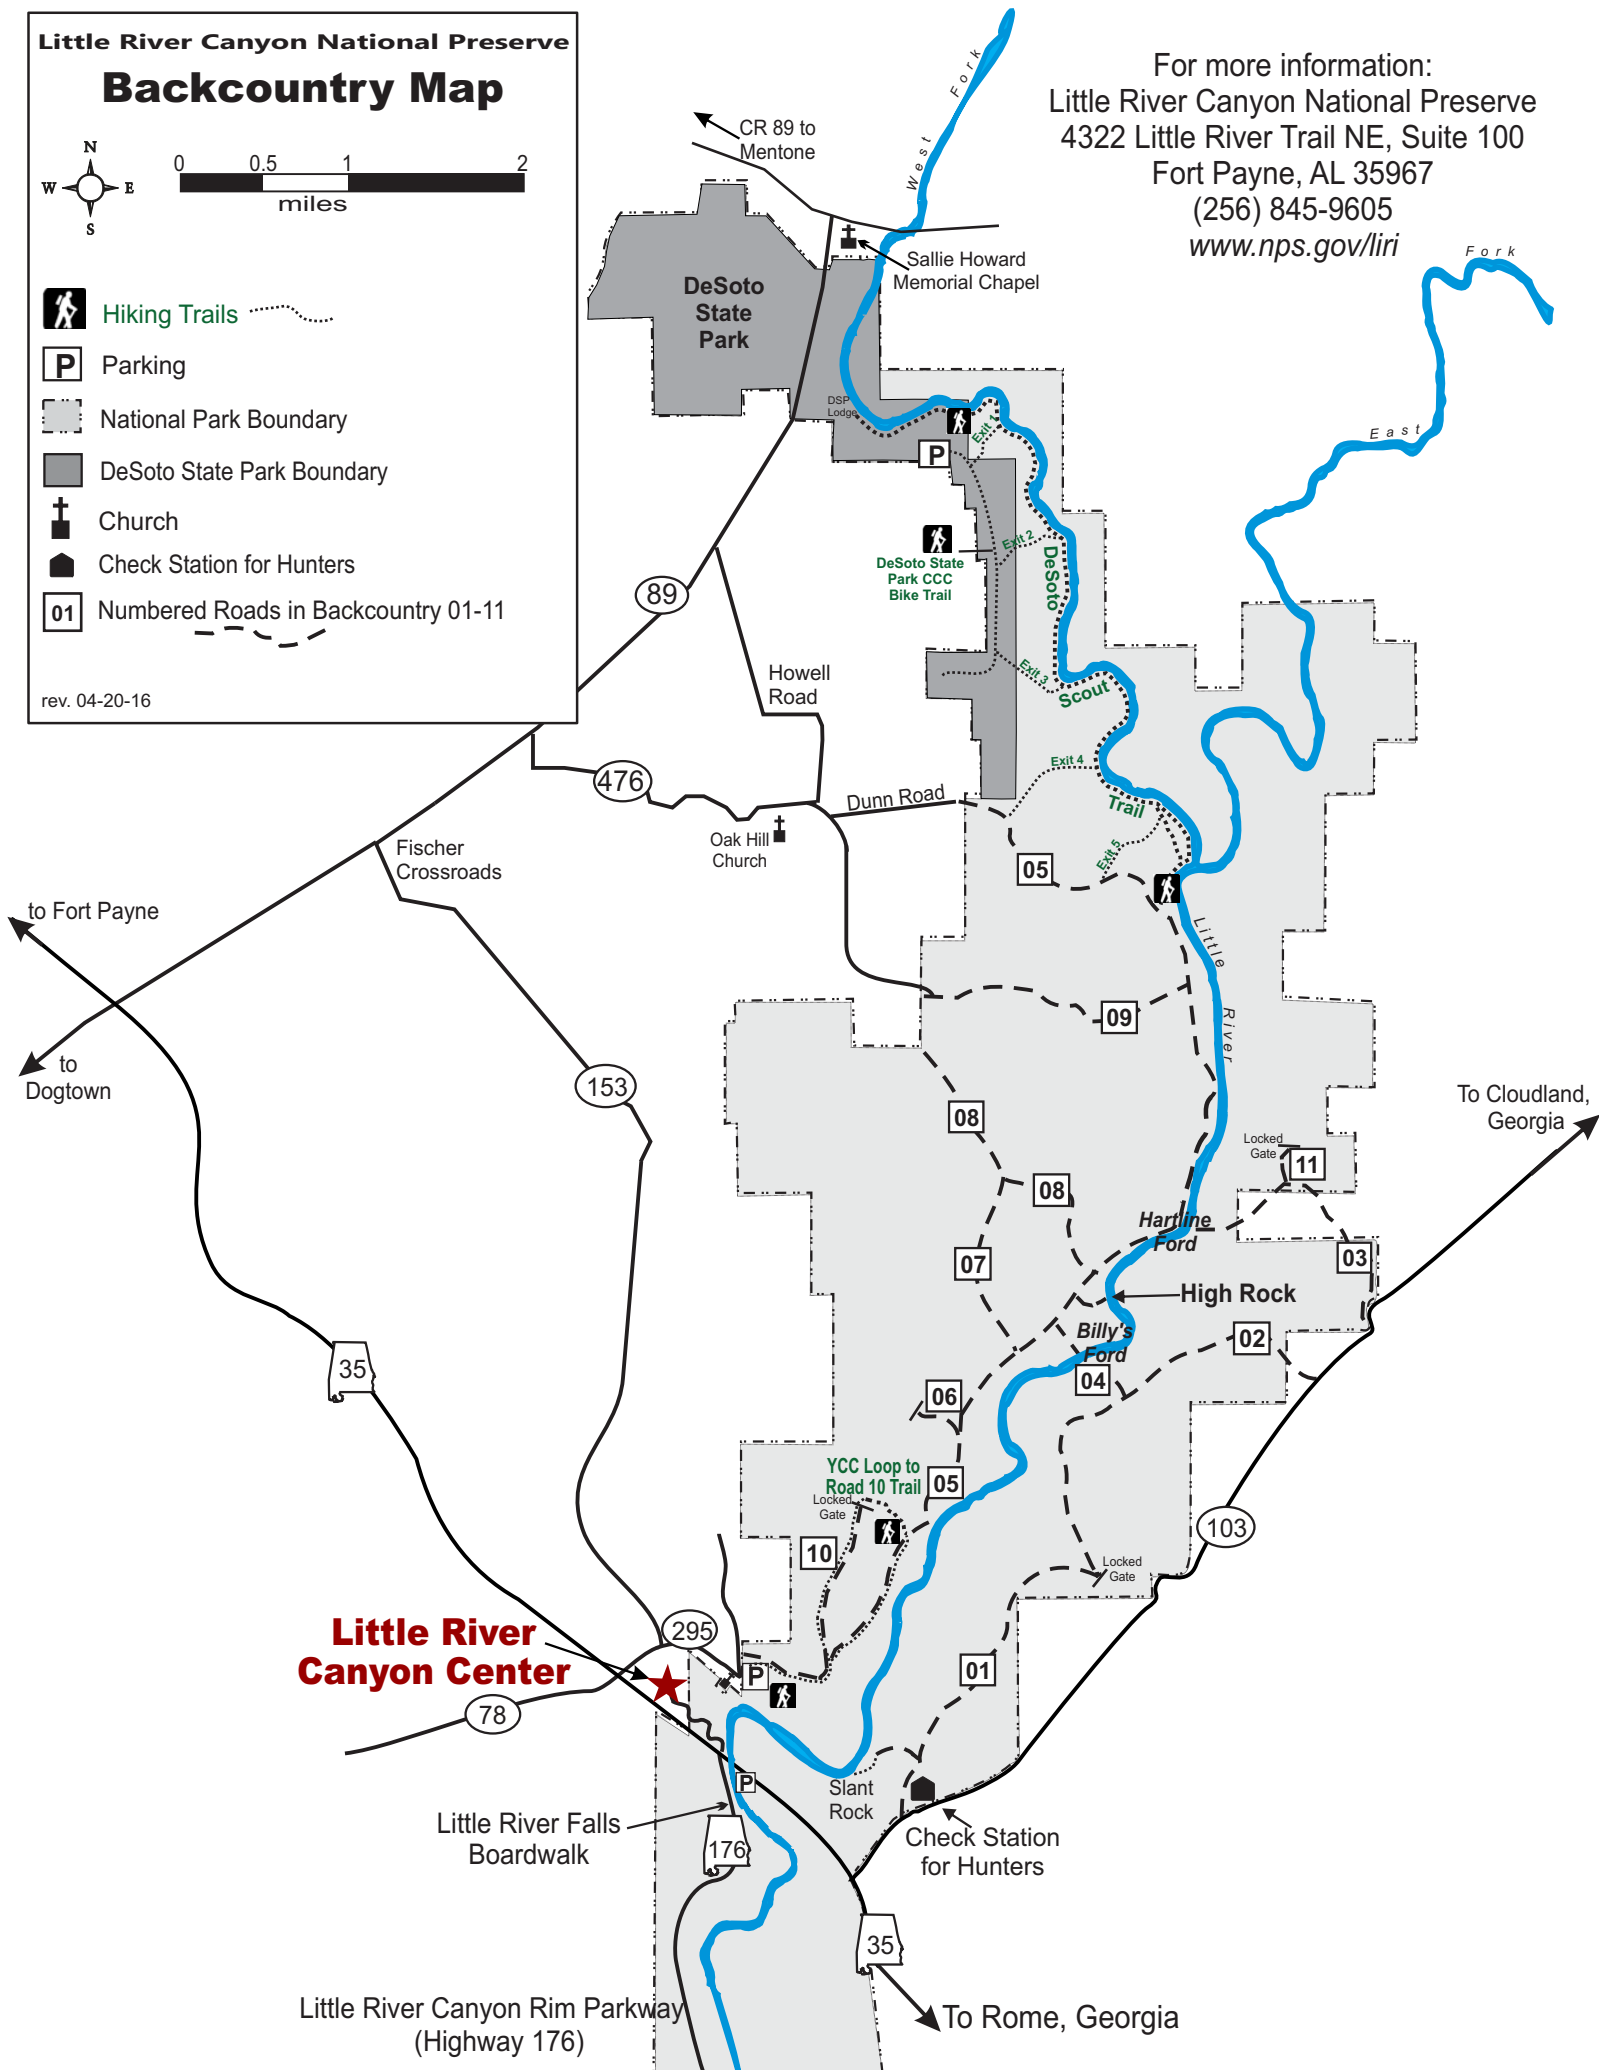 Little River Canyon National Preserve
Backcountry Map
N
W
E
S
0
0.5
1
2
miles
Hiking Trails
P
Parking
National Park Boundary
DeSoto State Park Boundary
Church
Check Station for Hunters
01
Numbered Roads in Backcountry 01-11
rev. 04-20-16
For more information:
Little River Canyon National Preserve
4322 Little River Trail NE, Suite 100
Fort Payne, AL 35967
(256) 845-9605
www.nps.gov/liri
West Fork
CR 89 to
Mentone
Sallie Howard
Memorial Chapel
DeSoto
State
Park
Fork
East
DSP
Lodge
Exit 1
P
Exit 2
DeSoto State
Park CCC
Bike Trail
DeSoto
89
Exit 3
Scout
Howell
Road
Exit 4
476
Dunn Road
Trail
Oak Hill
Church
Exit 5
Fischer
Crossroads
05
to Fort Payne
Little
River
09
to
Dogtown
153
08
To Cloudland,
Georgia
Locked
Gate
11
08
Hartline
Ford
07
03
High Rock
Billy's
Ford
02
35
04
06
YCC Loop to
Road 10 Trail
05
Locked
Gate
103
10
Locked
Gate
Little River
Canyon Center
295
P
01
78
P
Slant
Rock
Little River Falls
Boardwalk
176
Check Station
for Hunters
35
Little River Canyon Rim Parkway
(Highway 176)
To Rome, Georgia